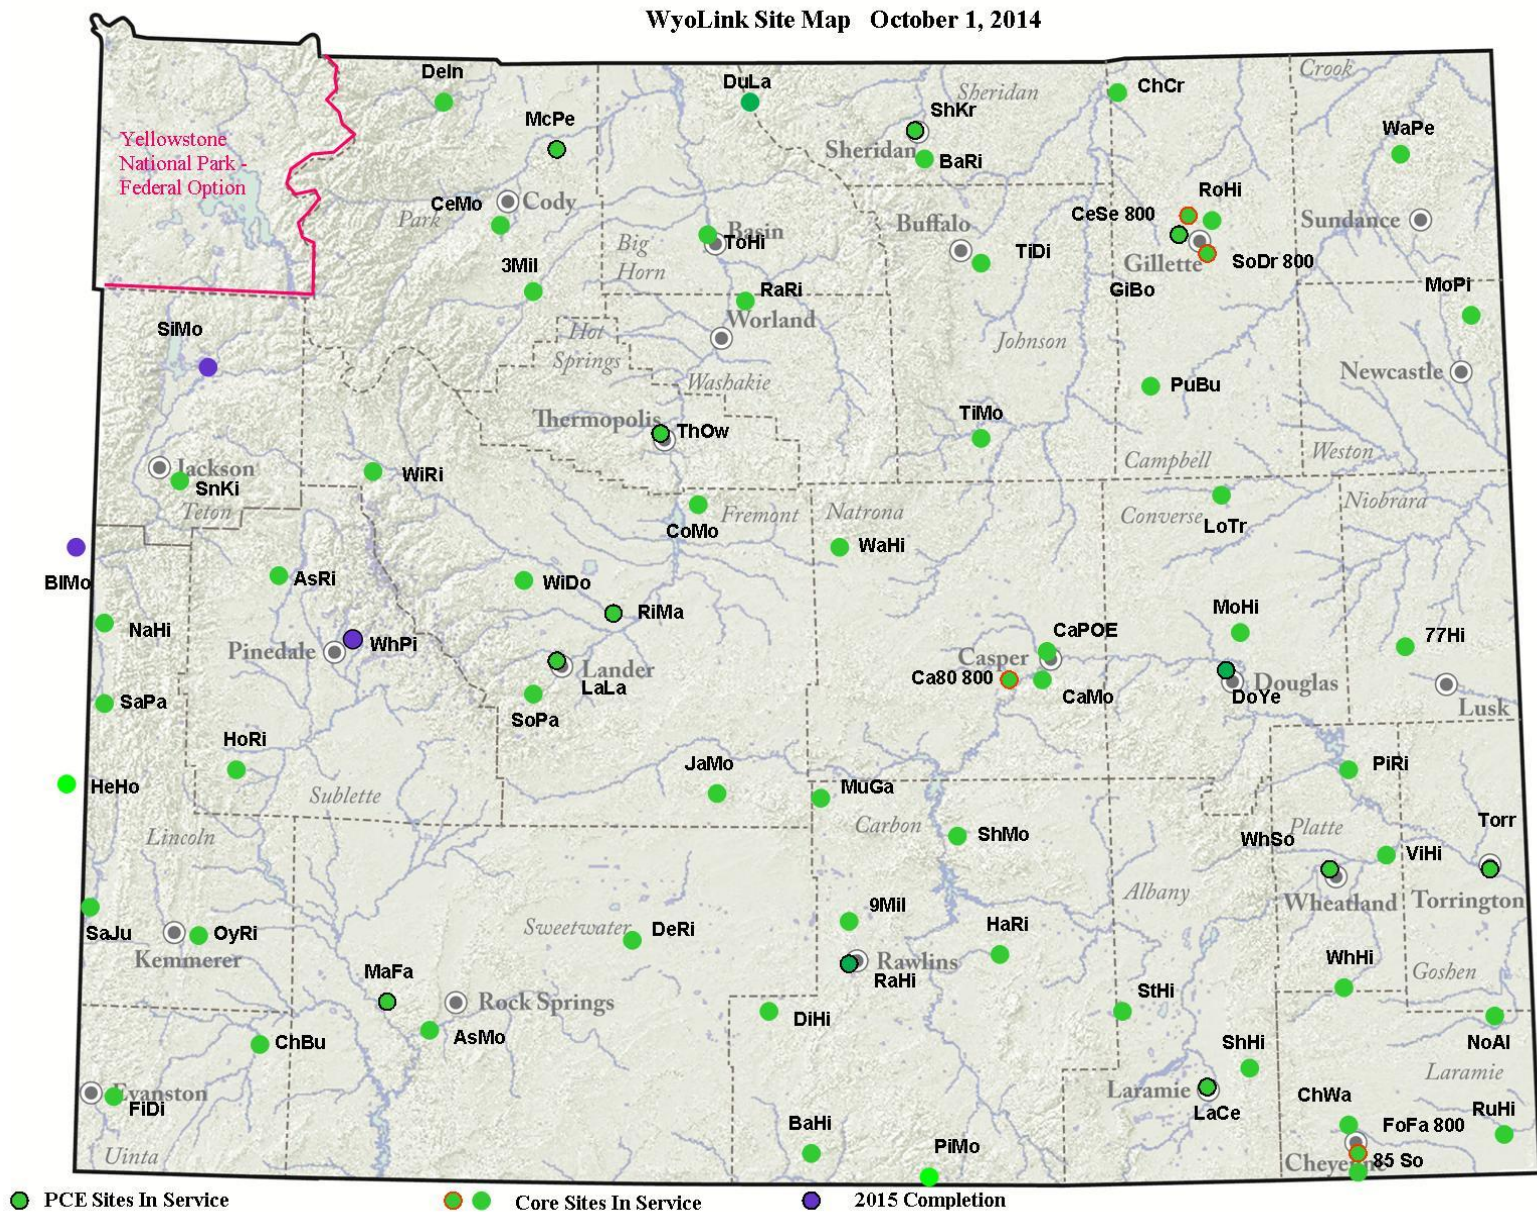 WyoLink Site Map October 1, 2014
Crook
DeIn
DuLa
Sheridan
ChCr
ShKr
McPe
WaPe
Yellowstone
National Park -
Federal Option
Sheridan
BaRi
RoHi
CeMo
Cody
CeSe 800
Park
Basin
Buffalo
Sundance
Big
Horn
ToHi
TiDi
Gillette
SoDr 800
3Mil
RaRi
GiBo
MoPi
SiMo
Worland
Hot
Springs
Johnson
Newcastle
Washakie
PuBu
Thermopolis
ThOw
TiMo
Jackson
SnKi
Teton
WiRi
Campbell
Weston
CoMo
Fremont
Natrona
Converse
LoTr
Niobrara
WaHi
BlMo
AsRi
WiDo
RiMa
NaHi
MoHi
77Hi
Pinedale
WhPi
CaPOE
Casper
Lander
LaLa
Ca80 800
CaMo
Douglas
DoYe
Lusk
SaPa
SoPa
HoRi
JaMo
PiRi
HeHo
Sublette
MuGa
Lincoln
Carbon
ShMo
WhSo
Platte
Torr
ViHi
Albany
Wheatland
Torrington
SaJu
OyRi
Sweetwater
DeRi
9Mil
HaRi
Kemmerer
Rawlins
RaHi
WhHi
Goshen
MaFa
Rock Springs
AsMo
DiHi
StHi
ChBu
ShHi
NoAl
Laramie
Evanston
FiDi
Laramie
LaCe
ChWa
FoFa 800
RuHi
BaHi
PiMo
Uinta
Cheyenne
85 So
PCE Sites In Service
Core Sites In Service
2015 Completion